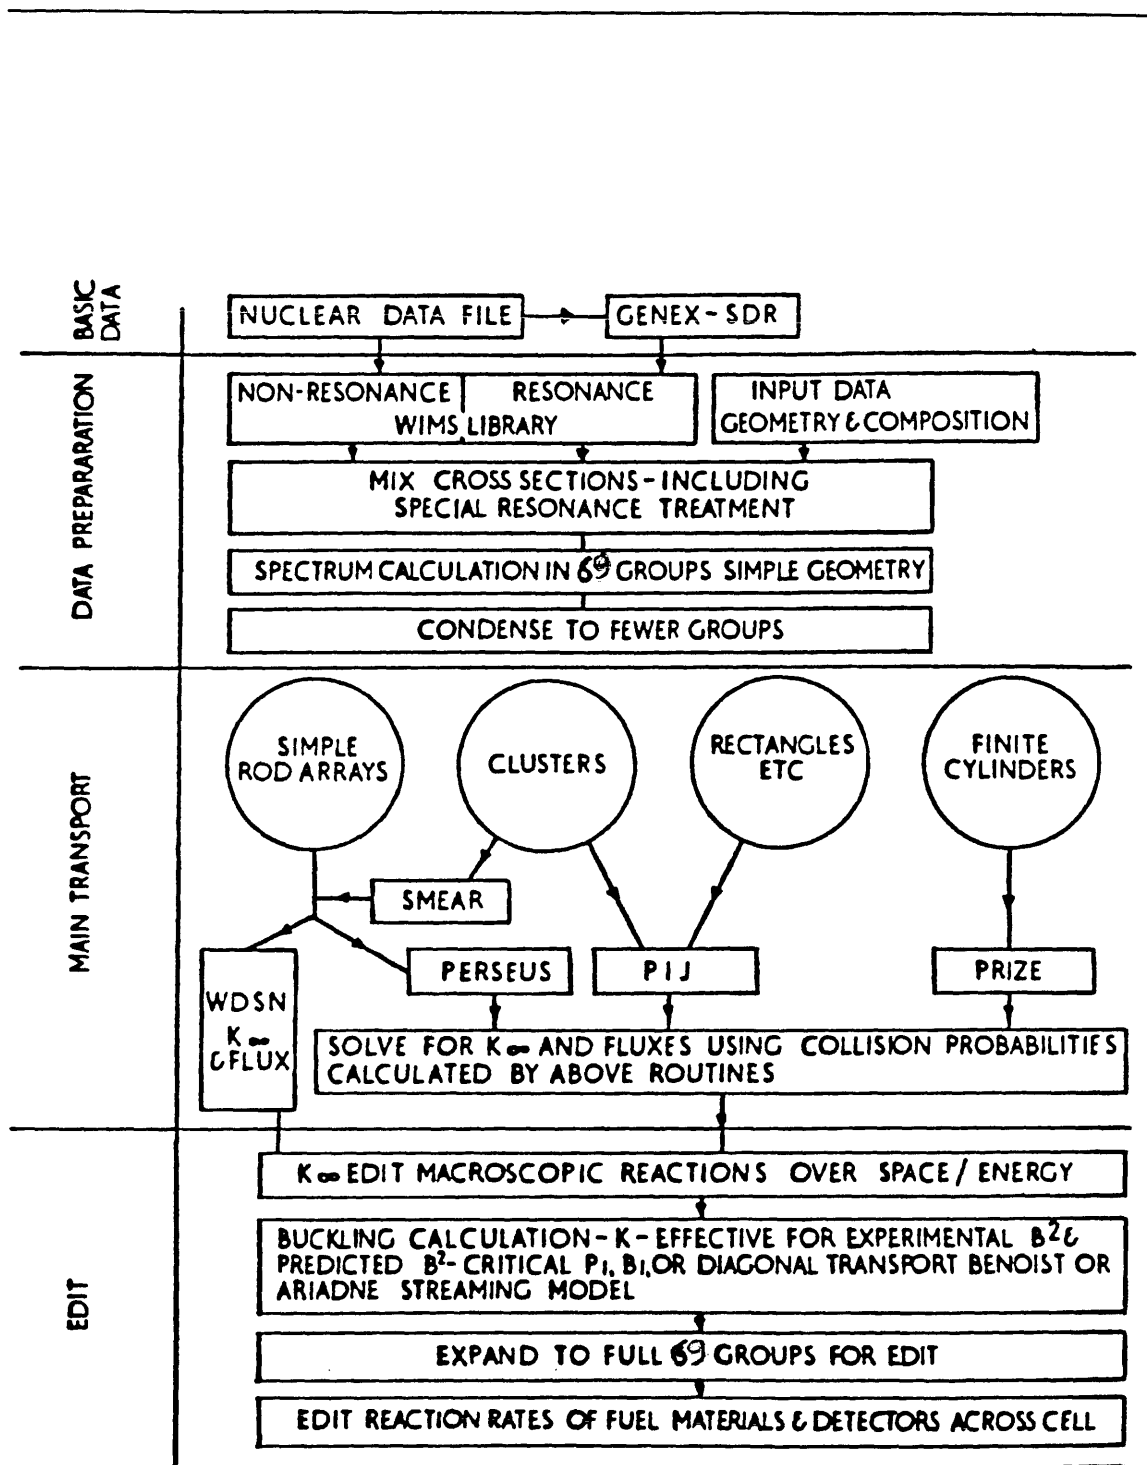 BASIC
DATA
NUCLEAR DATA FILE
GENEX-SDR
DATA PREPARARATION
NON-RESONANCE
RESONANCE
WIMS LIBRARY
INPUT DATA
GEOMETRY & COMPOSITION
MIX CROSS SECTIONS-INCLUDING
SPECIAL RESONANCE TREATMENT
SPECTRUM CALCULATION IN 69 GROUPS SIMPLE GEOMETRY
CONDENSE TO FEWER GROUPS
MAIN TRANSPORT
SIMPLE
ROD ARRAYS
CLUSTERS
RECTANGLES
ETC
FINITE
CYLINDERS
SMEAR
PERSEUS
PIJ
PRIZE
WDSN
K∞
& FLUX
SOLVE FOR K∞ AND FLUXES USING COLLISION PROBABILITIES
CALCULATED BY ABOVE ROUTINES
EDIT
K∞ EDIT MACROSCOPIC REACTIONS OVER SPACE / ENERGY
BUCKLING CALCULATION-K-EFFECTIVE FOR EXPERIMENTAL B² &
PREDICTED B²-CRITICAL P1, B1, OR DIAGONAL TRANSPORT BENOIST OR
ARIADNE STREAMING MODEL
EXPAND TO FULL 69 GROUPS FOR EDIT
EDIT REACTION RATES OF FUEL MATERIALS & DETECTORS ACROSS CELL